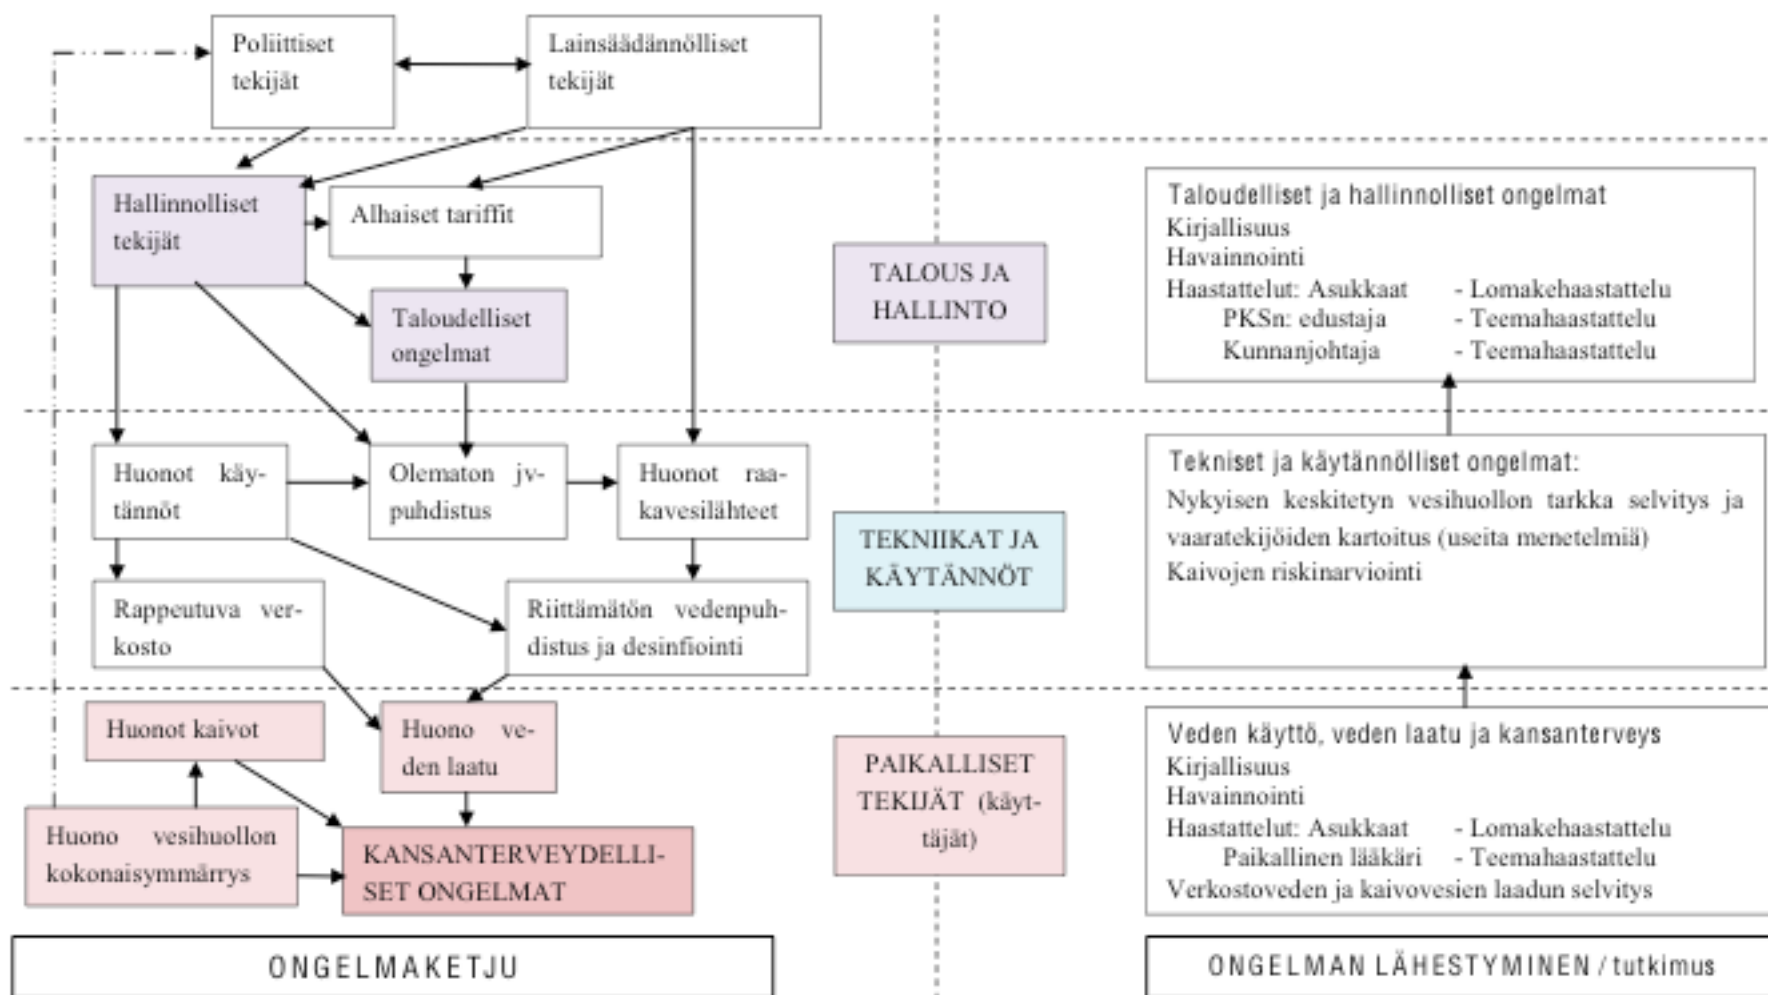 Poliittiset
tekijät
Lainsäädännölliset
tekijät
Hallinnolliset
tekijät
Alhaiset tariffit
Taloudelliset
ongelmat
Huonot käy-
tännöt
Olematon jv-
puhdistus
Huonot raa-
kavesilähteet
Rappeutuva ver-
kosto
Riittämätön vedenpuh-
distus ja desinfiointi
Huonot kaivot
Huono ve-
den laatu
Huono vesihuollon
kokonaisymmärrys
KANSANTERVEYDELLI-
SET ONGELMAT
ONGELMAKETJU
TALOUS JA
HALLINTO
TEKNIIKAT JA
KÄYTÄNNÖT
PAIKALLISET
TEKIJÄT (käyt-
täjät)
Taloudelliset ja hallinnolliset ongelmat
Kirjallisuus
Havainnointi
Haastattelut: Asukkaat - Lomakehaastattelu
PKSn: edustaja - Teemahaastattelu
Kunnanjohtaja - Teemahaastattelu
Tekniset ja käytännölliset ongelmat:
Nykyisen keskitetyn vesihuollon tarkka selvitys ja
vaaratekijöiden kartoitus (useita menetelmiä)
Kaivojen riskinarviointi
Veden käyttö, veden laatu ja kansanterveys
Kirjallisuus
Havainnointi
Haastattelut: Asukkaat - Lomakehaastattelu
Paikallinen lääkäri - Teemahaastattelu
Verkostoveden ja kaivovesien laadun selvitys
ONGELMAN LÄHESTYMINEN / tutkimus